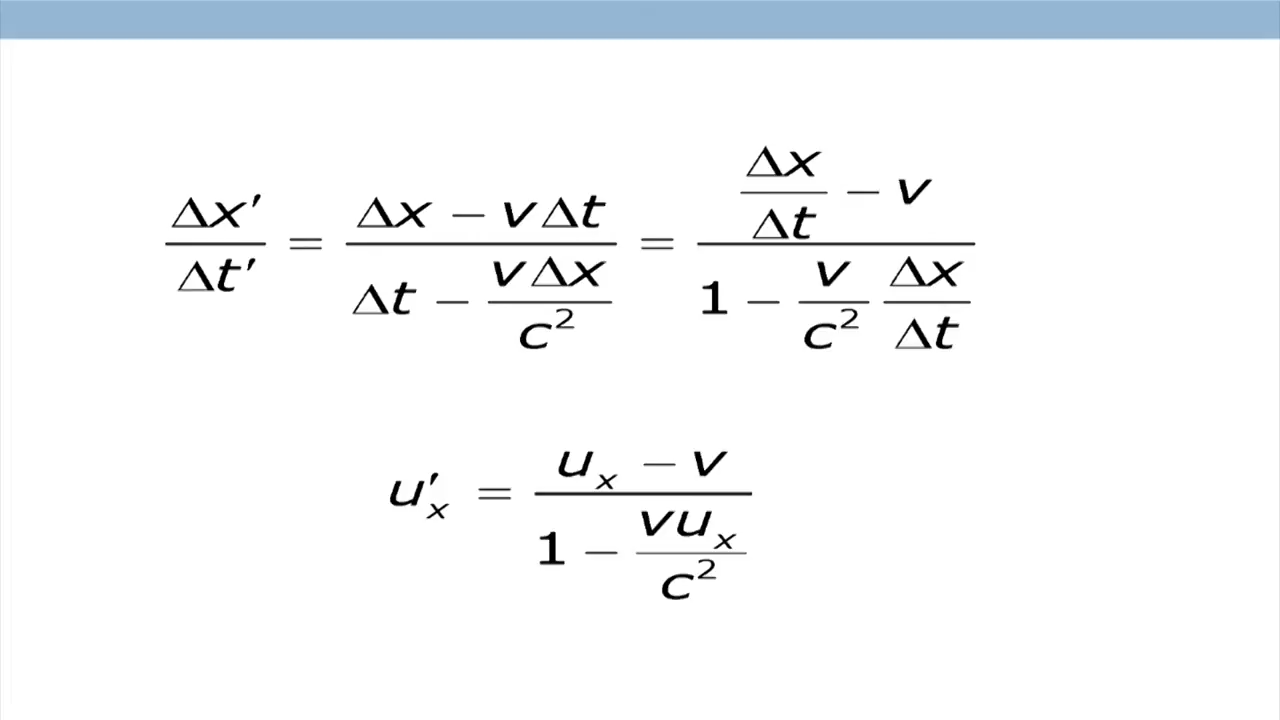 Δx′/Δt′ = (Δx − vΔt)/(Δt − vΔx/c²) = (Δx/Δt − v)/(1 − v/c² Δx/Δt)
u′ₓ = (uₓ − v)/(1 − vuₓ/c²)